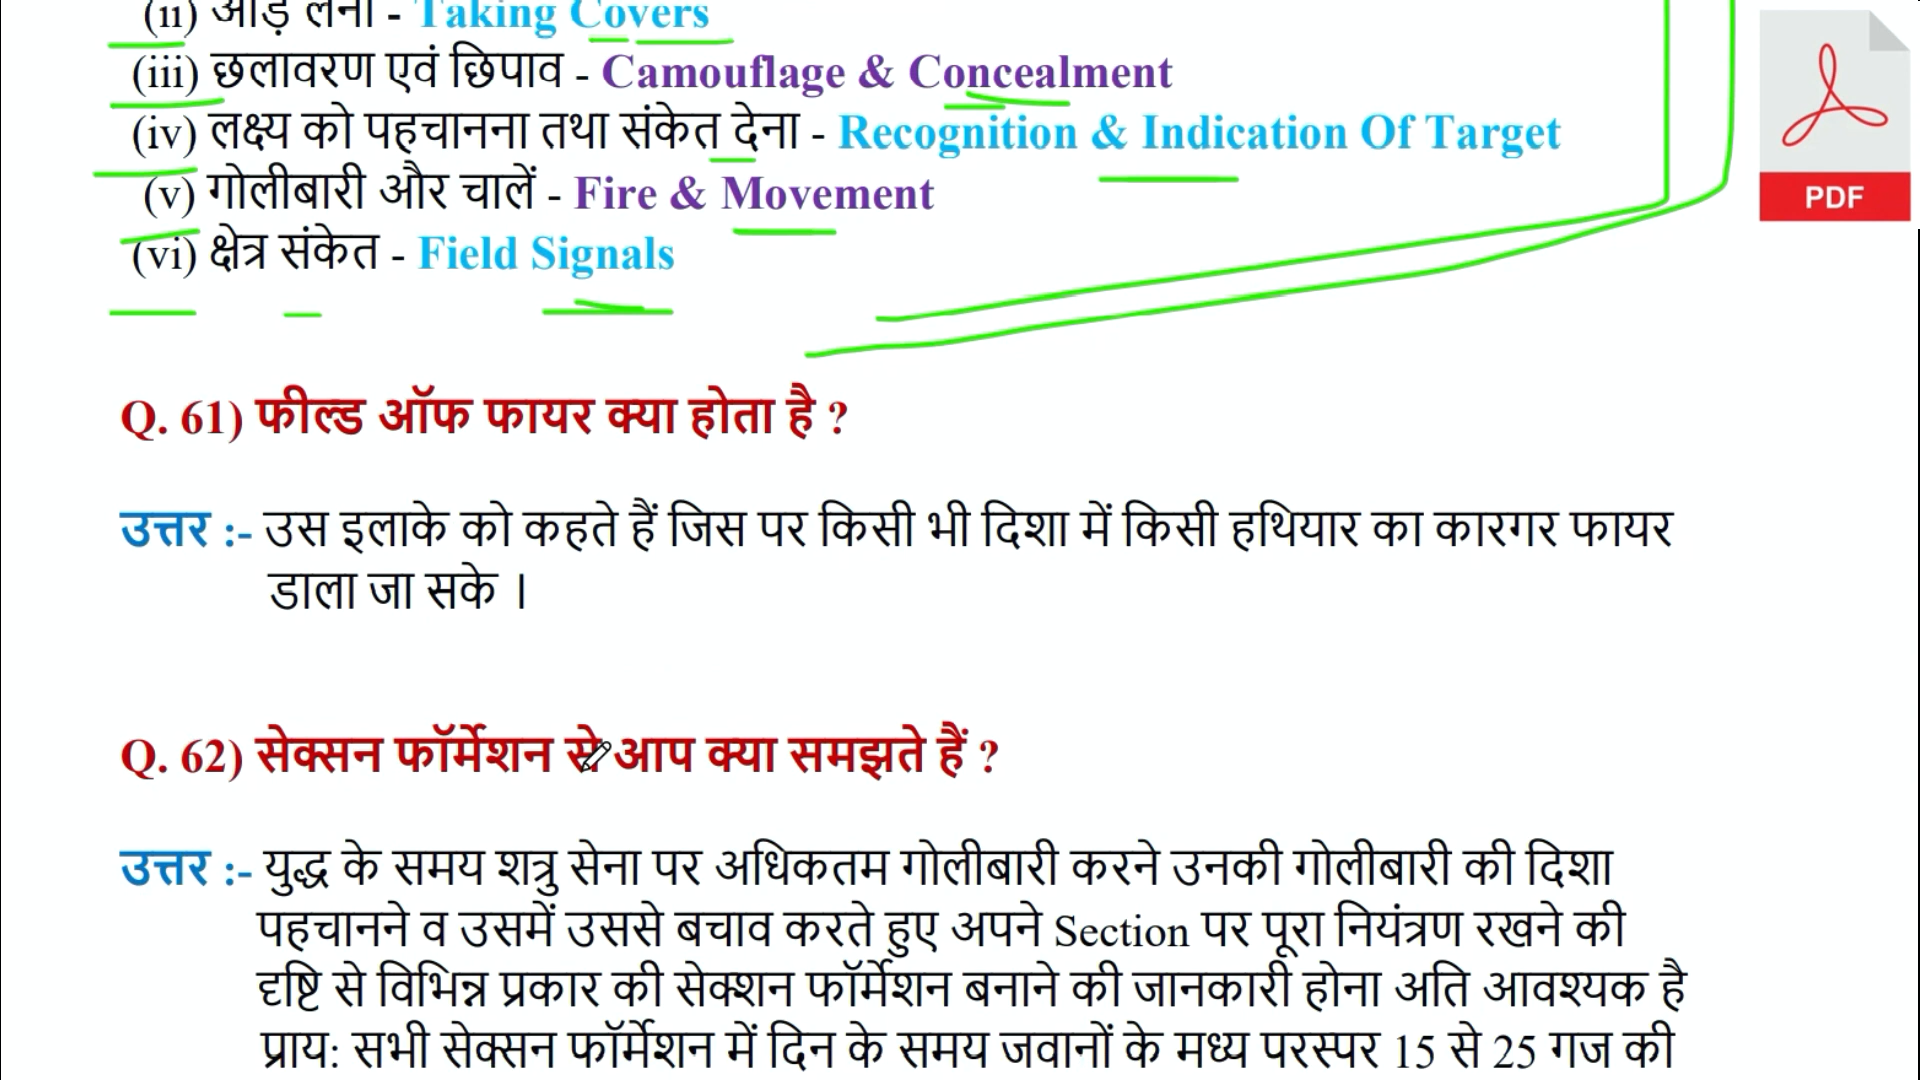 (ii) आड़ लेना - Taking Covers
(iii) छलावरण एवं छिपाव - Camouflage & Concealment
(iv) लक्ष्य को पहचानना तथा संकेत देना - Recognition & Indication Of Target
(v) गोलीबारी और चालें - Fire & Movement
(vi) क्षेत्र संकेत - Field Signals
PDF
Q. 61) फील्ड ऑफ फायर क्या होता है ?
उत्तर :- उस इलाके को कहते हैं जिस पर किसी भी दिशा में किसी हथियार का कारगर फायर
डाला जा सके ।
Q. 62) सेक्सन फॉर्मेशन से आप क्या समझते हैं ?
उत्तर :- युद्ध के समय शत्रु सेना पर अधिकतम गोलीबारी करने उनकी गोलीबारी की दिशा
पहचानने व उसमें उससे बचाव करते हुए अपने Section पर पूरा नियंत्रण रखने की
दृष्टि से विभिन्न प्रकार की सेक्शन फॉर्मेशन बनाने की जानकारी होना अति आवश्यक है
प्राय: सभी सेक्सन फॉर्मेशन में दिन के समय जवानों के मध्य परस्पर 15 से 25 गज की